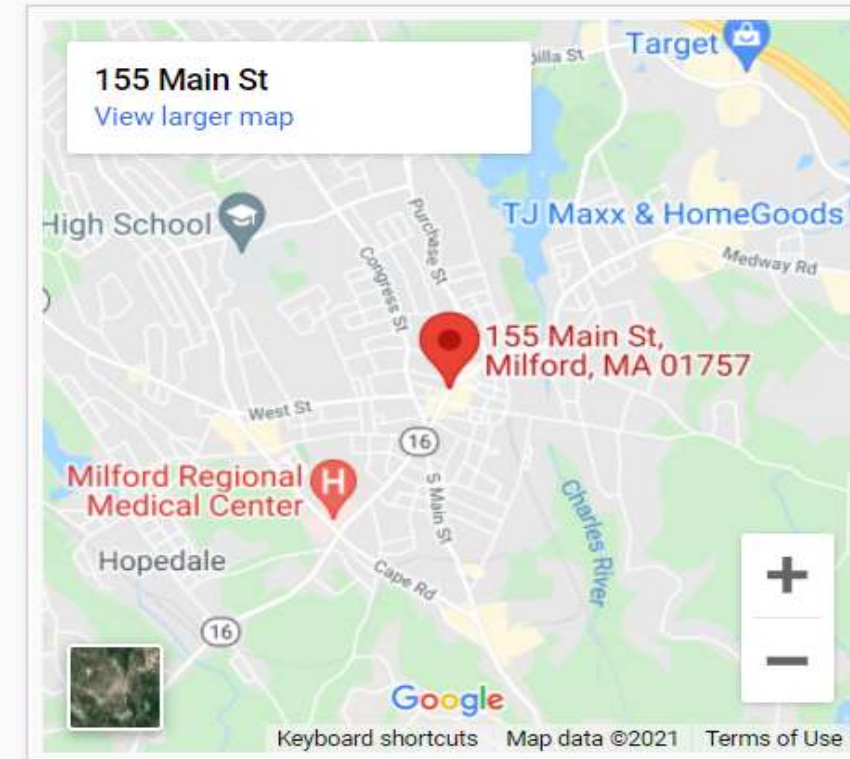 155 Main St
View larger map
Target
High School
TJ Maxx & HomeGoods
Purchase St
Congress St
Medway Rd
155 Main St,
Milford, MA 01757
West St
16
Milford Regional
Medical Center
H
S Main St
Charles River
Hopedale
Cape Rd
16
+
−
Google
Keyboard shortcuts Map data ©2021 Terms of Use